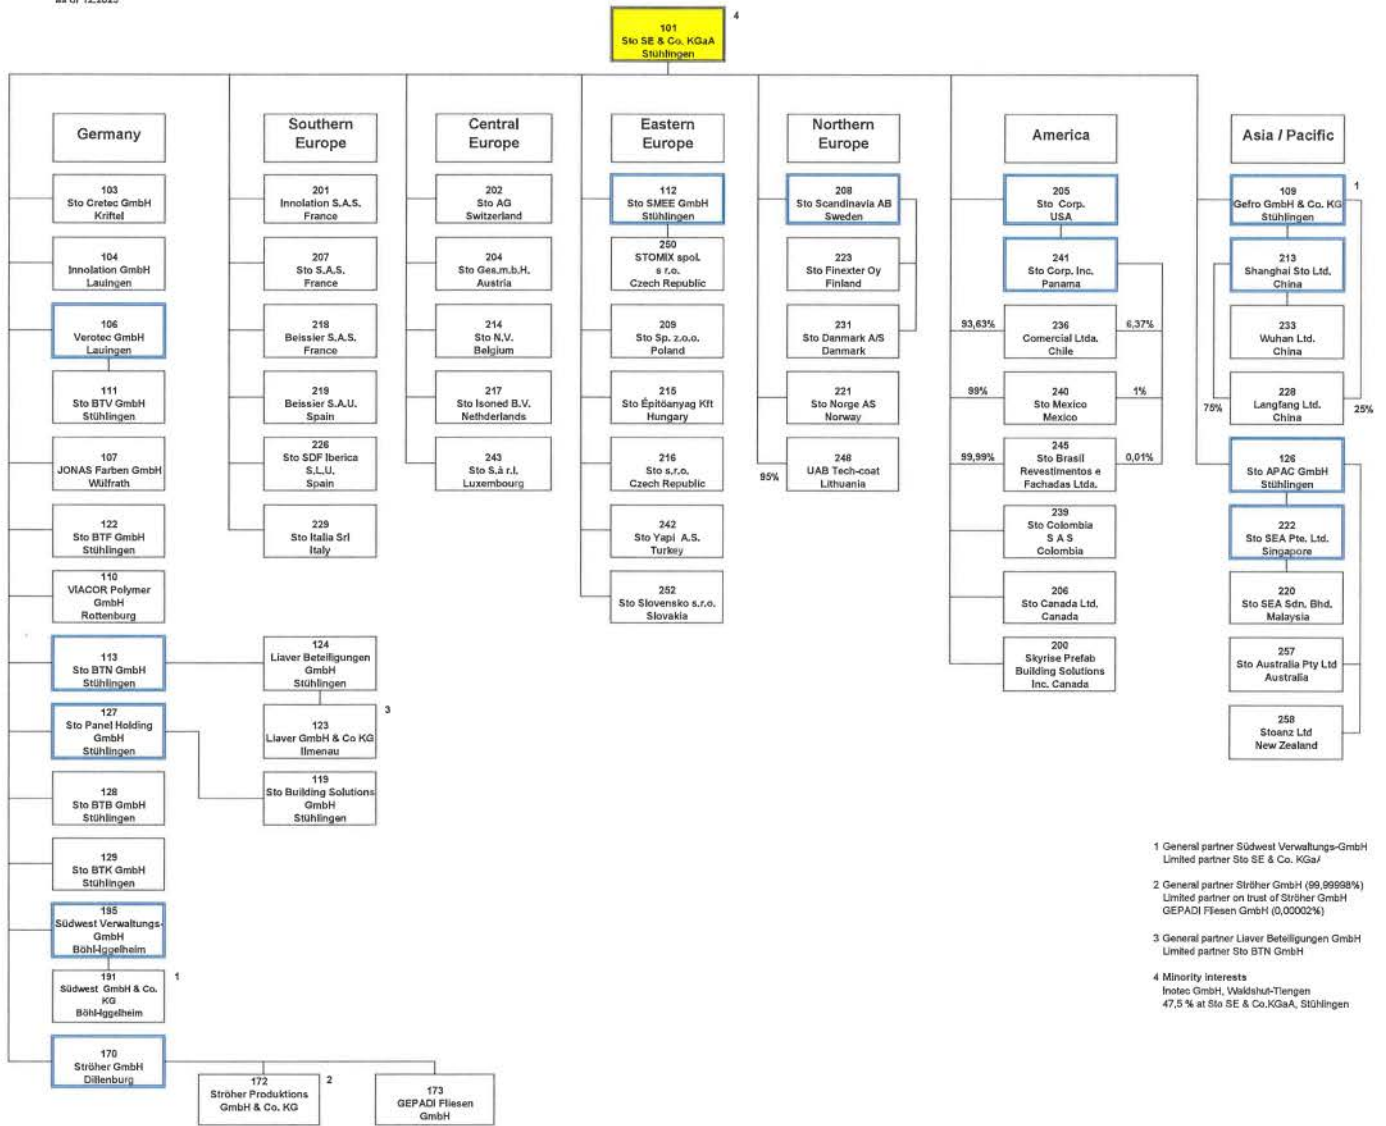 as of 12.2023
101
Sto SE & Co. KGaA
Stühlingen
4
Germany
103
Sto Cretec GmbH
Kriftel
104
Innolation GmbH
Lauingen
106
Verotec GmbH
Lauingen
111
Sto BTV GmbH
Stühlingen
107
JONAS Farben GmbH
Wülfrath
122
Sto BTF GmbH
Stühlingen
110
VIACOR Polymer
GmbH
Rottenburg
113
Sto BTN GmbH
Stühlingen
127
Sto Panel Holding
GmbH
Stühlingen
128
Sto BTB GmbH
Stühlingen
129
Sto BTK GmbH
Stühlingen
195
Südwest Verwaltungs-
GmbH
Böhl-Iggelheim
191
Südwest GmbH & Co.
KG
Böhl-Iggelheim
1
170
Ströher GmbH
Dillenburg
172
Ströher Produktions
GmbH & Co. KG
2
173
GEPADI Fliesen
GmbH
Southern
Europe
201
Innolation S.A.S.
France
207
Sto S.A.S.
France
218
Beissier S.A.S.
France
219
Beissier S.A.U.
Spain
226
Sto SDF Iberica
S.L.U.
Spain
229
Sto Italia Srl
Italy
124
Liaver Beteiligungen
GmbH
Stühlingen
123
Liaver GmbH & Co KG
Ilmenau
3
119
Sto Building Solutions
GmbH
Stühlingen
Central
Europe
202
Sto AG
Switzerland
204
Sto Ges.m.b.H.
Austria
214
Sto N.V.
Belgium
217
Sto Isoned B.V.
Nethderlands
243
Sto S.à r.l.
Luxembourg
Eastern
Europe
112
Sto SMEE GmbH
Stühlingen
250
STOMIX spol.
s r.o.
Czech Republic
209
Sto Sp. z.o.o.
Poland
215
Sto Építöanyag Kft
Hungary
216
Sto s.r.o.
Czech Republic
242
Sto Yapi A.S.
Turkey
252
Sto Slovensko s.r.o.
Slovakia
Northern
Europe
208
Sto Scandinavia AB
Sweden
223
Sto Finexter Oy
Finland
231
Sto Danmark A/S
Denmark
221
Sto Norge AS
Norway
248
UAB Tech-coat
Lithuania
95%
America
205
Sto Corp.
USA
241
Sto Corp. Inc.
Panama
93,63%
236
Comercial Ltda.
Chile
6,37%
99%
240
Sto Mexico
Mexico
1%
99,99%
245
Sto Brasil
Revestimentos e
Fachadas Ltda.
0,01%
239
Sto Colombia
S A S
Colombia
206
Sto Canada Ltd.
Canada
200
Skyrise Prefab
Building Solutions
Inc. Canada
Asia / Pacific
109
Gefro GmbH & Co. KG
Stühlingen
1
213
Shanghai Sto Ltd.
China
233
Wuhan Ltd.
China
75%
228
Langfang Ltd.
China
25%
126
Sto APAC GmbH
Stühlingen
222
Sto SEA Pte. Ltd.
Singapore
220
Sto SEA Sdn. Bhd.
Malaysia
257
Sto Australia Pty Ltd
Australia
258
Stoanz Ltd
New Zealand
1 General partner Südwest Verwaltungs-GmbH
Limited partner Sto SE & Co. KGa
2 General partner Ströher GmbH (99,99998%)
Limited partner on trust of Ströher GmbH
GEPADI Fliesen GmbH (0,00002%)
3 General partner Liaver Beteiligungen GmbH
Limited partner Sto BTN GmbH
4 Minority interests
Inotec GmbH, Waldshut-Tiengen
47,5 % at Sto SE & Co.KGaA, Stühlingen